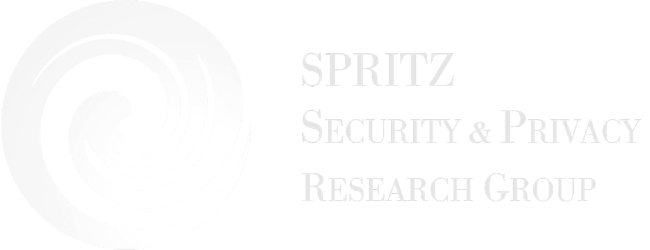 SPRITZ
SECURITY & PRIVACY
RESEARCH GROUP